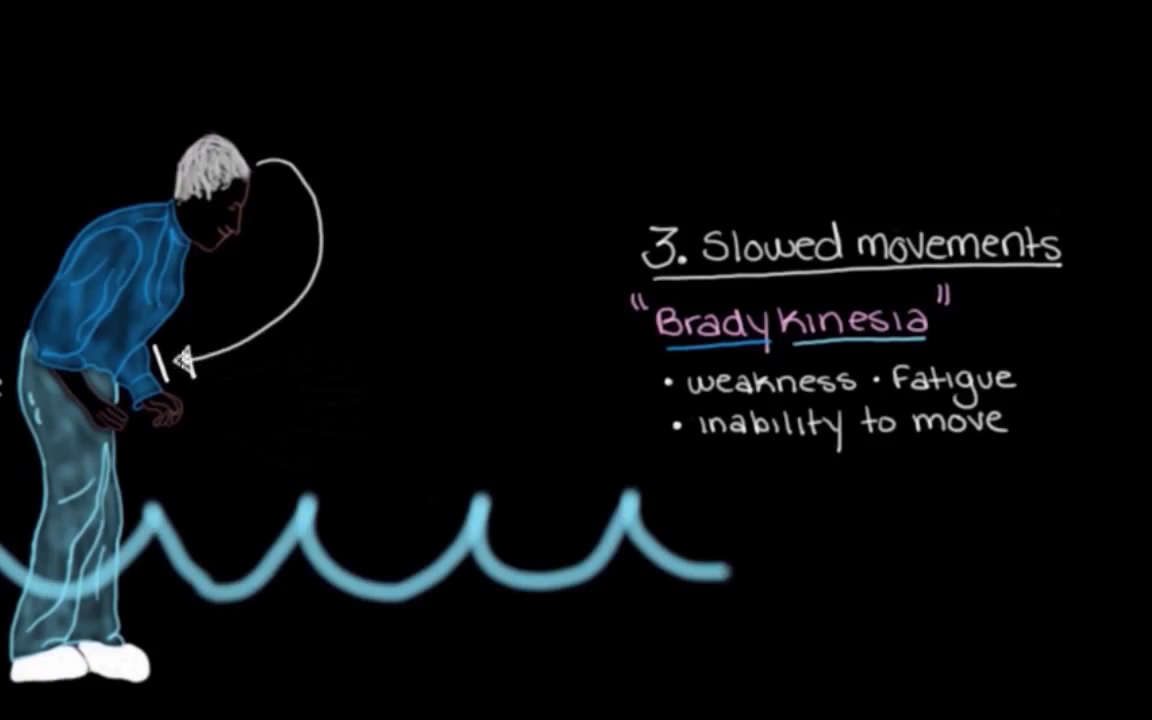 3. Slowed movements
"Bradykinesia"
• weakness • Fatigue
• inability to move